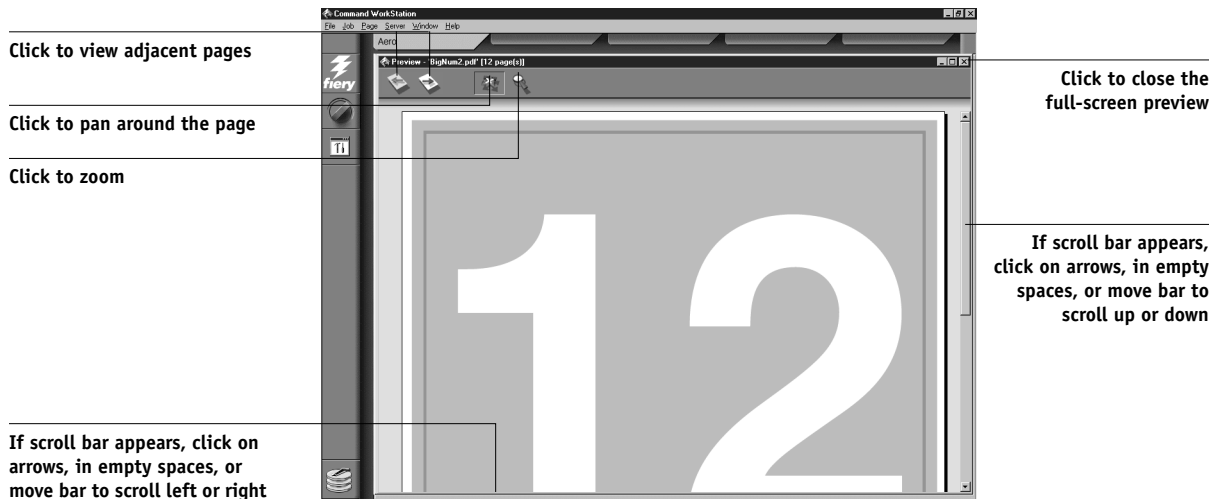 Command WorkStation
File Job Page Server Window Help
Aero
Preview - 'BigNum2.pdf' [12 page(s)]
fiery
12
Click to view adjacent pages
Click to pan around the page
Click to zoom
If scroll bar appears, click on
arrows, in empty spaces, or
move bar to scroll left or right
Click to close the
full-screen preview
If scroll bar appears,
click on arrows, in empty
spaces, or move bar to
scroll up or down